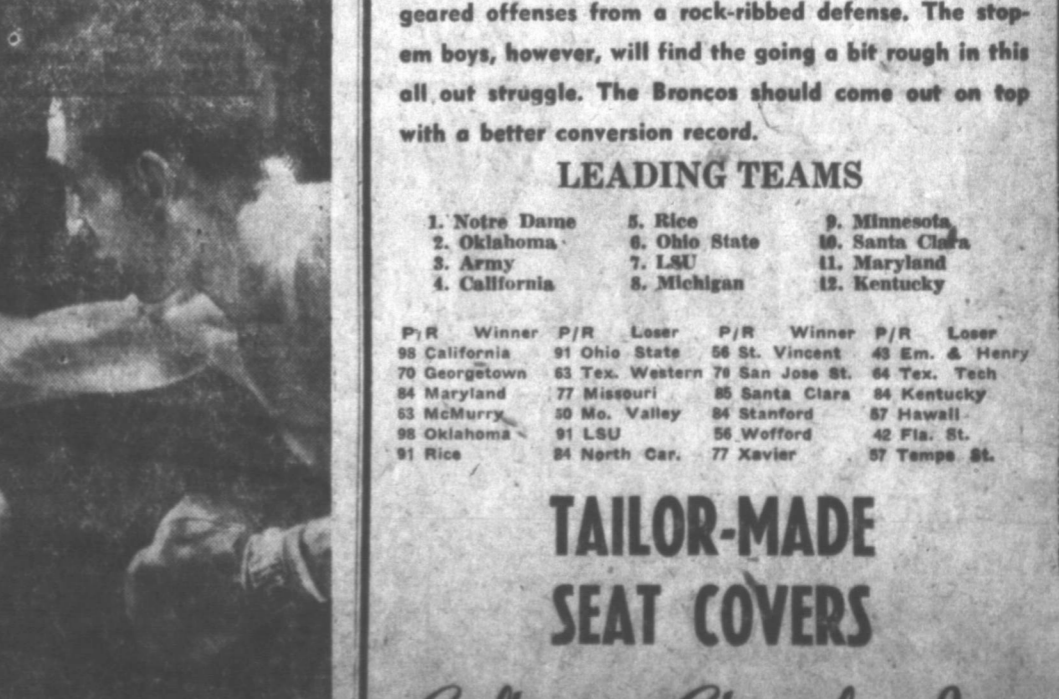 geared offenses from a rock-ribbed defense. The stop-
em boys, however, will find the going a bit rough in this
all out struggle. The Broncos should come out on top
with a better conversion record.
LEADING TEAMS
1. Notre Dame 5. Rice 9. Minnesota
2. Oklahoma 6. Ohio State 10. Santa Clara
3. Army 7. LSU 11. Maryland
4. California 8. Michigan 12. Kentucky
P/R Winner P/R Loser P/R Winner P/R Loser
98 California 91 Ohio State 56 St. Vincent 43 Em. & Henry
70 Georgetown 63 Tex. Western 70 San Jose St. 64 Tex. Tech
84 Maryland 77 Missouri 85 Santa Clara 84 Kentucky
63 McMurry 50 Mo. Valley 84 Stanford 57 Hawaii
98 Oklahoma 91 LSU 56 Wofford 42 Fla. St.
91 Rice 84 North Car. 77 Xavier 57 Tempe St.
TAILOR-MADE
SEAT COVERS